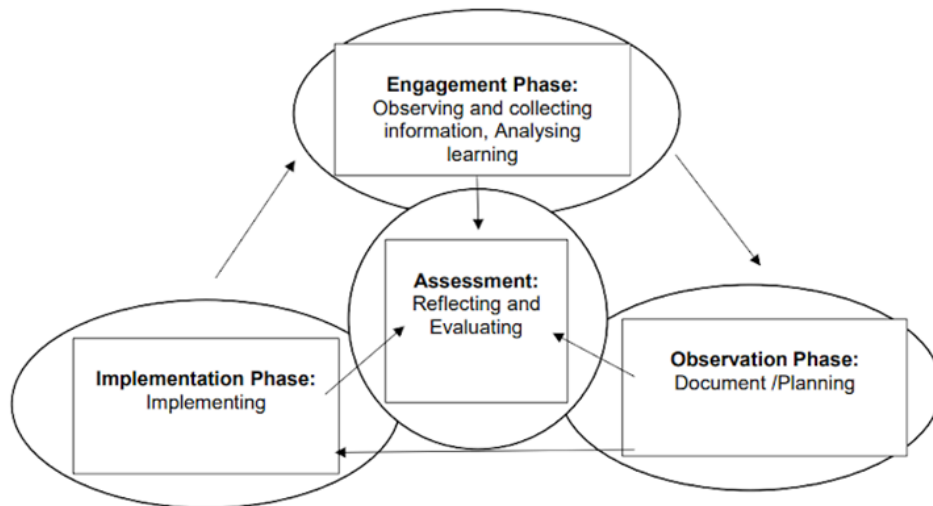 Engagement Phase:
Observing and collecting
information, Analysing
learning
Assessment:
Reflecting and
Evaluating
Implementation Phase:
Implementing
Observation Phase:
Document /Planning